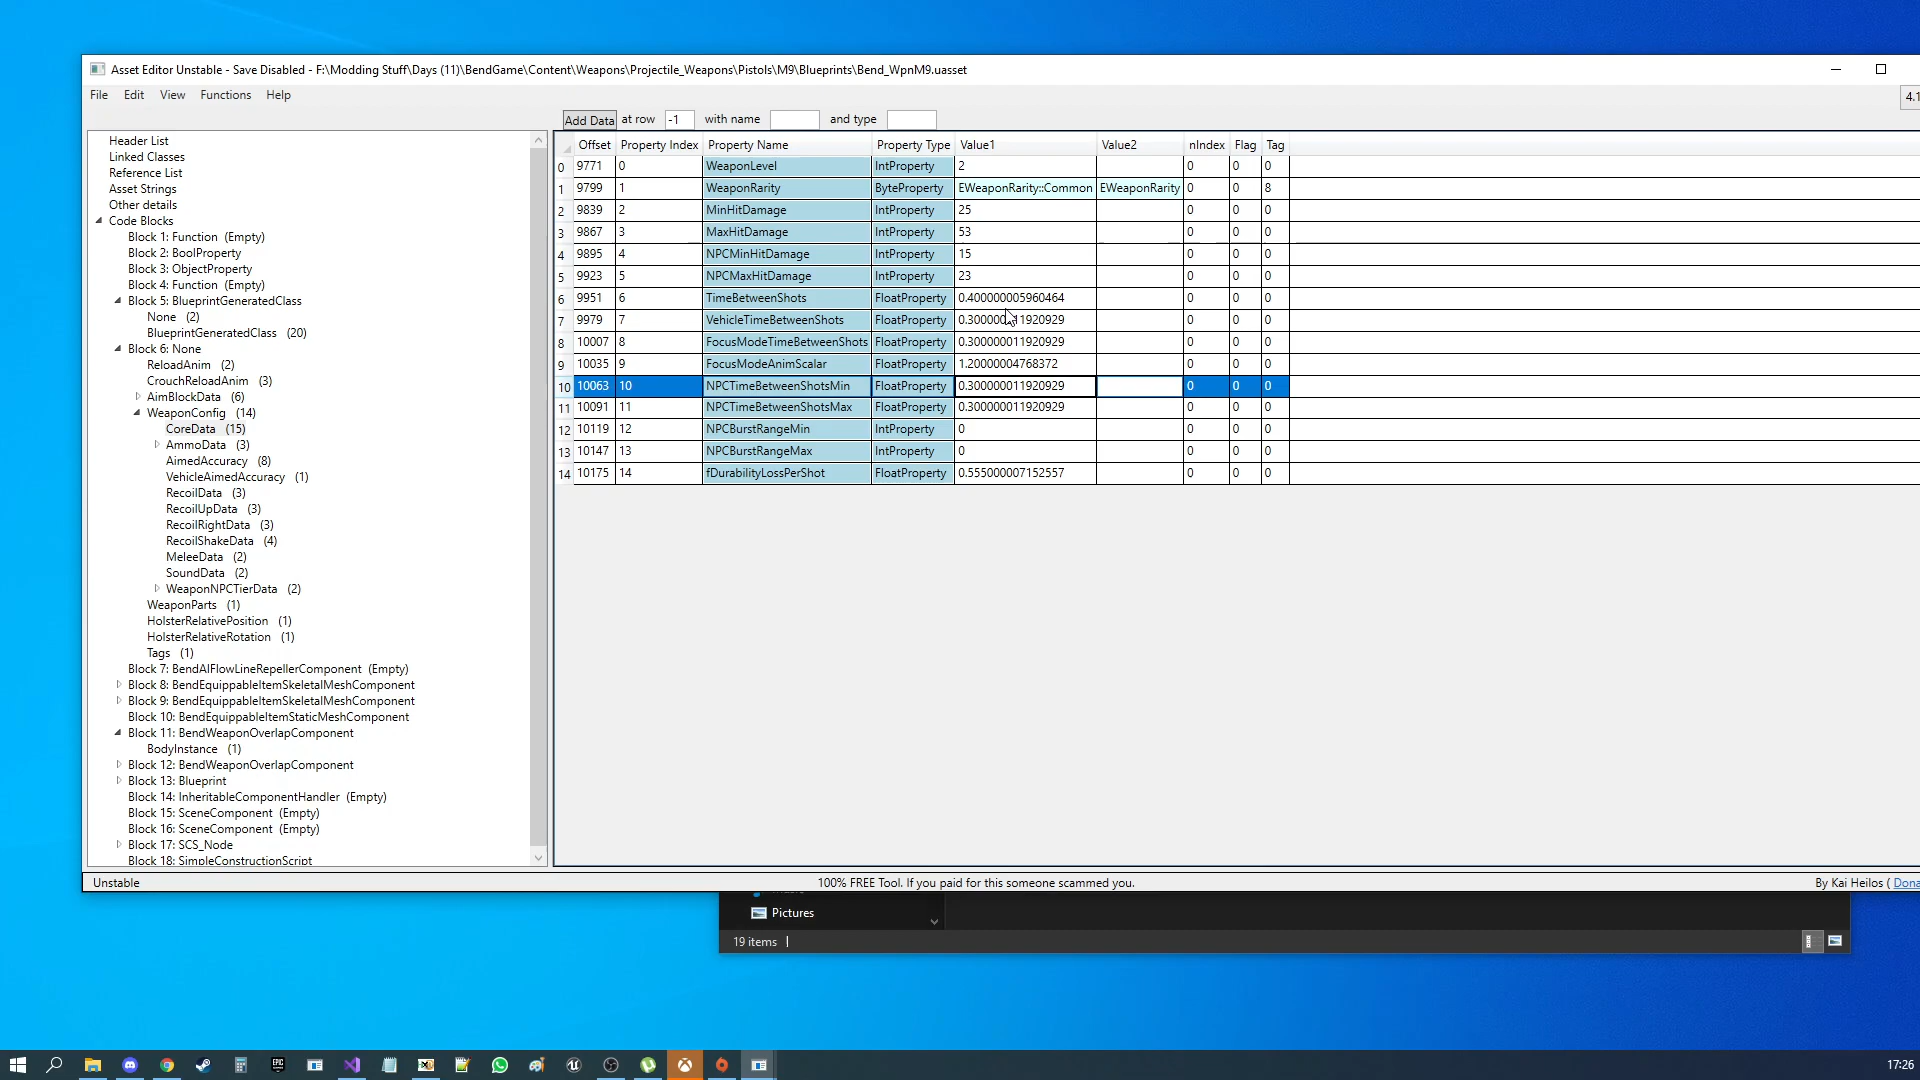 Asset Editor Unstable - Save Disabled - F:\Modding Stuff\Days (11)\BendGame\Content\Weapons\Projectile_Weapons\Pistols\M9\Blueprints\Bend_WpnM9.uasset
File Edit View Functions Help
4.1
Add Data at row -1 with name and type
Header List
Linked Classes
Reference List
Asset Strings
Other details
Code Blocks
Block 1: Function (Empty)
Block 2: BoolProperty
Block 3: ObjectProperty
Block 4: Function (Empty)
Block 5: BlueprintGeneratedClass
None (2)
BlueprintGeneratedClass (20)
Block 6: None
ReloadAnim (2)
CrouchReloadAnim (3)
AimBlockData (6)
WeaponConfig (14)
CoreData (15)
AmmoData (3)
AimedAccuracy (8)
VehicleAimedAccuracy (1)
RecoilData (3)
RecoilUpData (3)
RecoilRightData (3)
RecoilShakeData (4)
MeleeData (2)
SoundData (2)
WeaponNPCTierData (2)
WeaponParts (1)
HolsterRelativePosition (1)
HolsterRelativeRotation (1)
Tags (1)
Block 7: BendAIFlowLineRepellerComponent (Empty)
Block 8: BendEquippableItemSkeletalMeshComponent
Block 9: BendEquippableItemSkeletalMeshComponent
Block 10: BendEquippableItemStaticMeshComponent
Block 11: BendWeaponOverlapComponent
BodyInstance (1)
Block 12: BendWeaponOverlapComponent
Block 13: Blueprint
Block 14: InheritableComponentHandler (Empty)
Block 15: SceneComponent (Empty)
Block 16: SceneComponent (Empty)
Block 17: SCS_Node
Block 18: SimpleConstructionScript
Offset Property Index Property Name Property Type Value1 Value2 nIndex Flag Tag
0 9771 0 WeaponLevel IntProperty 2 0 0 0
1 9799 1 WeaponRarity ByteProperty EWeaponRarity::Common EWeaponRarity 0 0 8
2 9839 2 MinHitDamage IntProperty 25 0 0 0
3 9867 3 MaxHitDamage IntProperty 53 0 0 0
4 9895 4 NPCMinHitDamage IntProperty 15 0 0 0
5 9923 5 NPCMaxHitDamage IntProperty 23 0 0 0
6 9951 6 TimeBetweenShots FloatProperty 0.400000005960464 0 0 0
7 9979 7 VehicleTimeBetweenShots FloatProperty 0.300000011920929 0 0 0
8 10007 8 FocusModeTimeBetweenShots FloatProperty 0.300000011920929 0 0 0
9 10035 9 FocusModeAnimScalar FloatProperty 1.20000004768372 0 0 0
10 10063 10 NPCTimeBetweenShotsMin FloatProperty 0.300000011920929 0 0 0
11 10091 11 NPCTimeBetweenShotsMax FloatProperty 0.300000011920929 0 0 0
12 10119 12 NPCBurstRangeMin IntProperty 0 0 0 0
13 10147 13 NPCBurstRangeMax IntProperty 0 0 0 0
14 10175 14 fDurabilityLossPerShot FloatProperty 0.555000007152557 0 0 0
Unstable 100% FREE Tool. If you paid for this someone scammed you. By Kai Heilos ( Dona
Pictures
19 items
EPIC
17:26